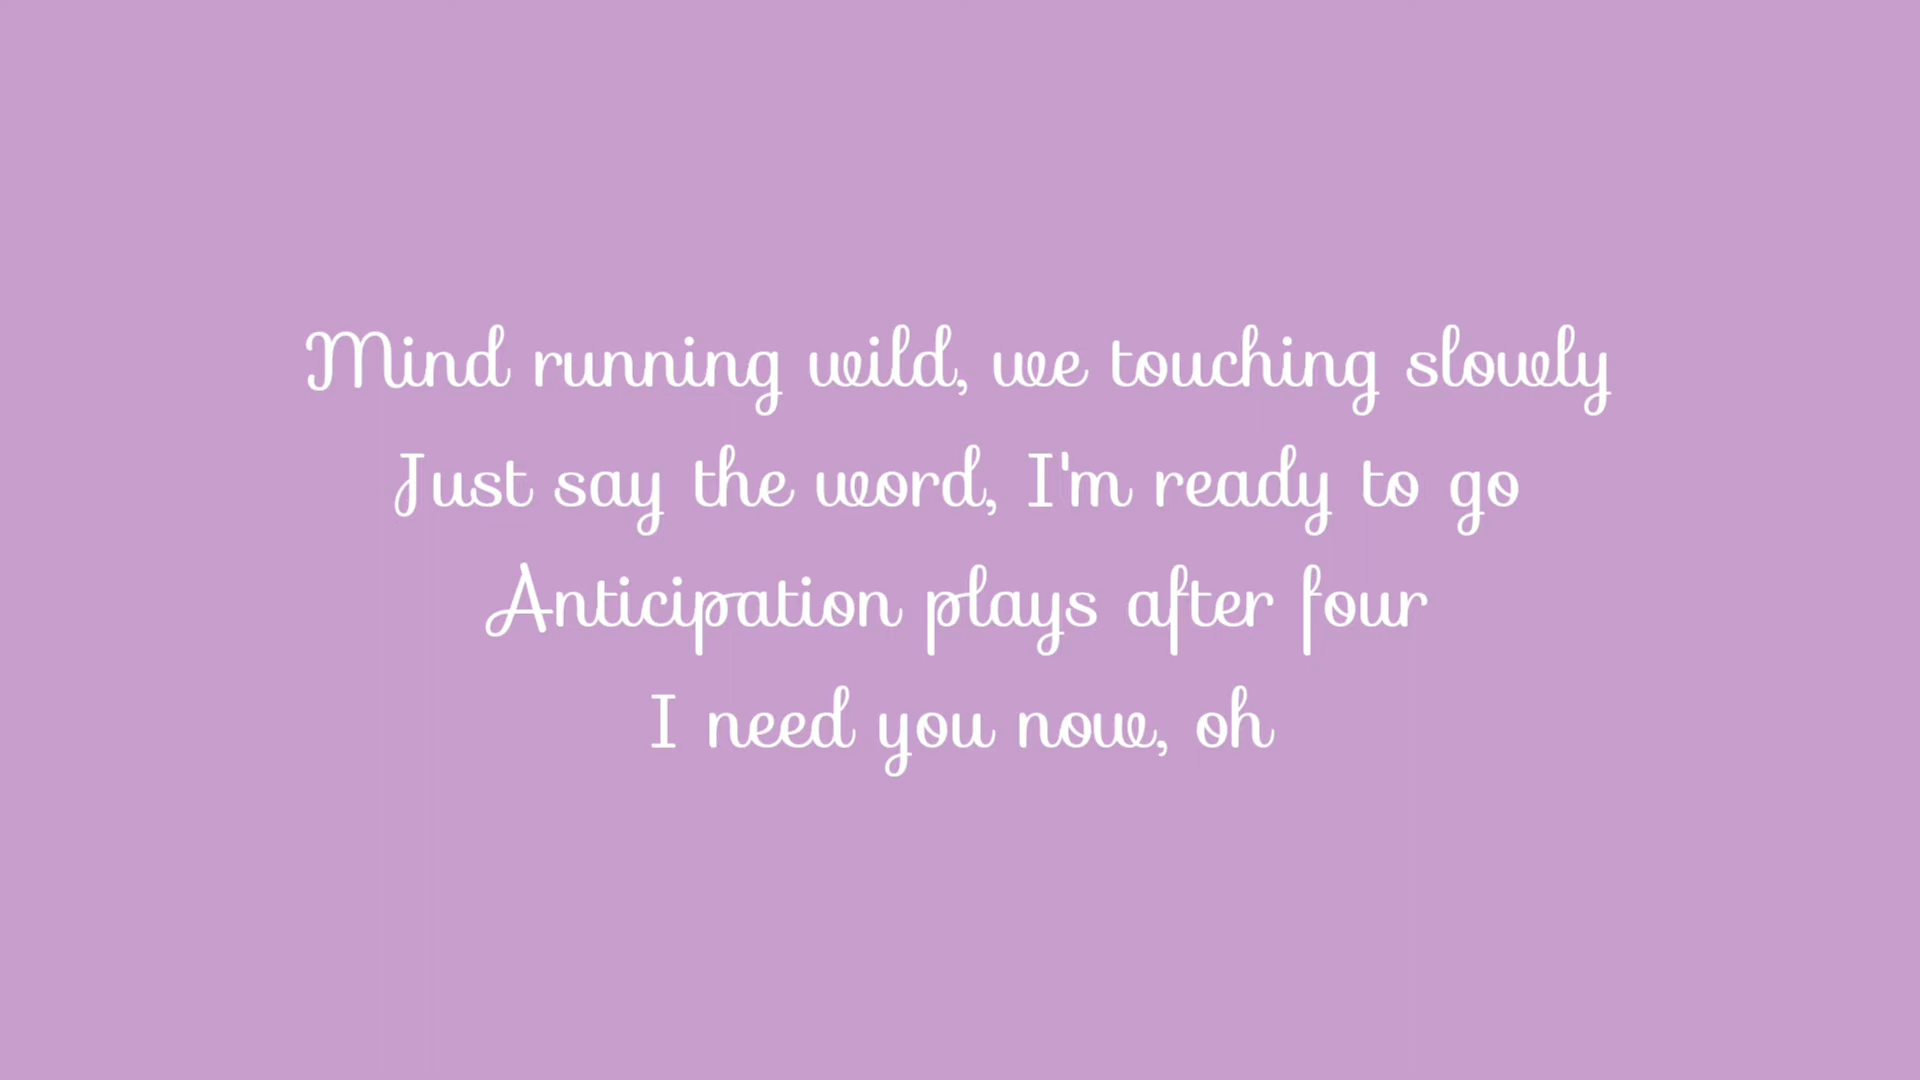 Mind running wild, we touching slowly
Just say the word, I'm ready to go
Anticipation plays after four
I need you now, oh